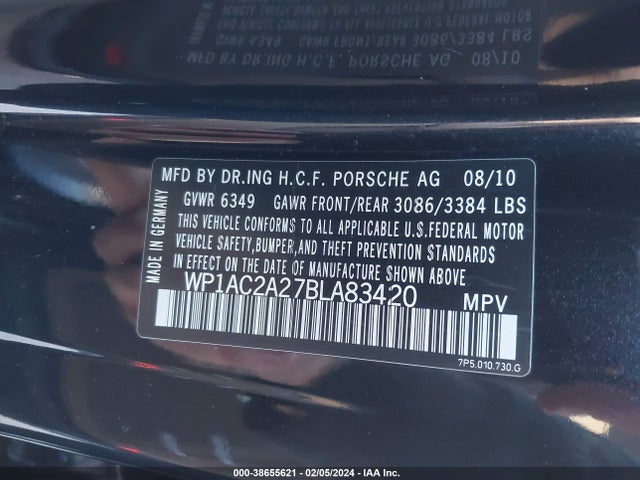 MFD BY DR.ING H.C.F. PORSCHE AG 08/10
GVWR 6349 GAWR FRONT/REAR 3086/3384 LBS
THIS VEHICLE CONFORMS TO ALL APPLICABLE U.S.FEDERAL MOTOR
VEHICLE SAFETY,BUMPER,AND THEFT PREVENTION STANDARDS
IN EFFECT ON THE DATE OF MANUFACTURE SHOWN ABOVE.
WP1AC2A27BLA83420 MPV
7P5.010.730.G
MADE IN GERMANY
000-38655621 - 02/05/2024 - IAA Inc.